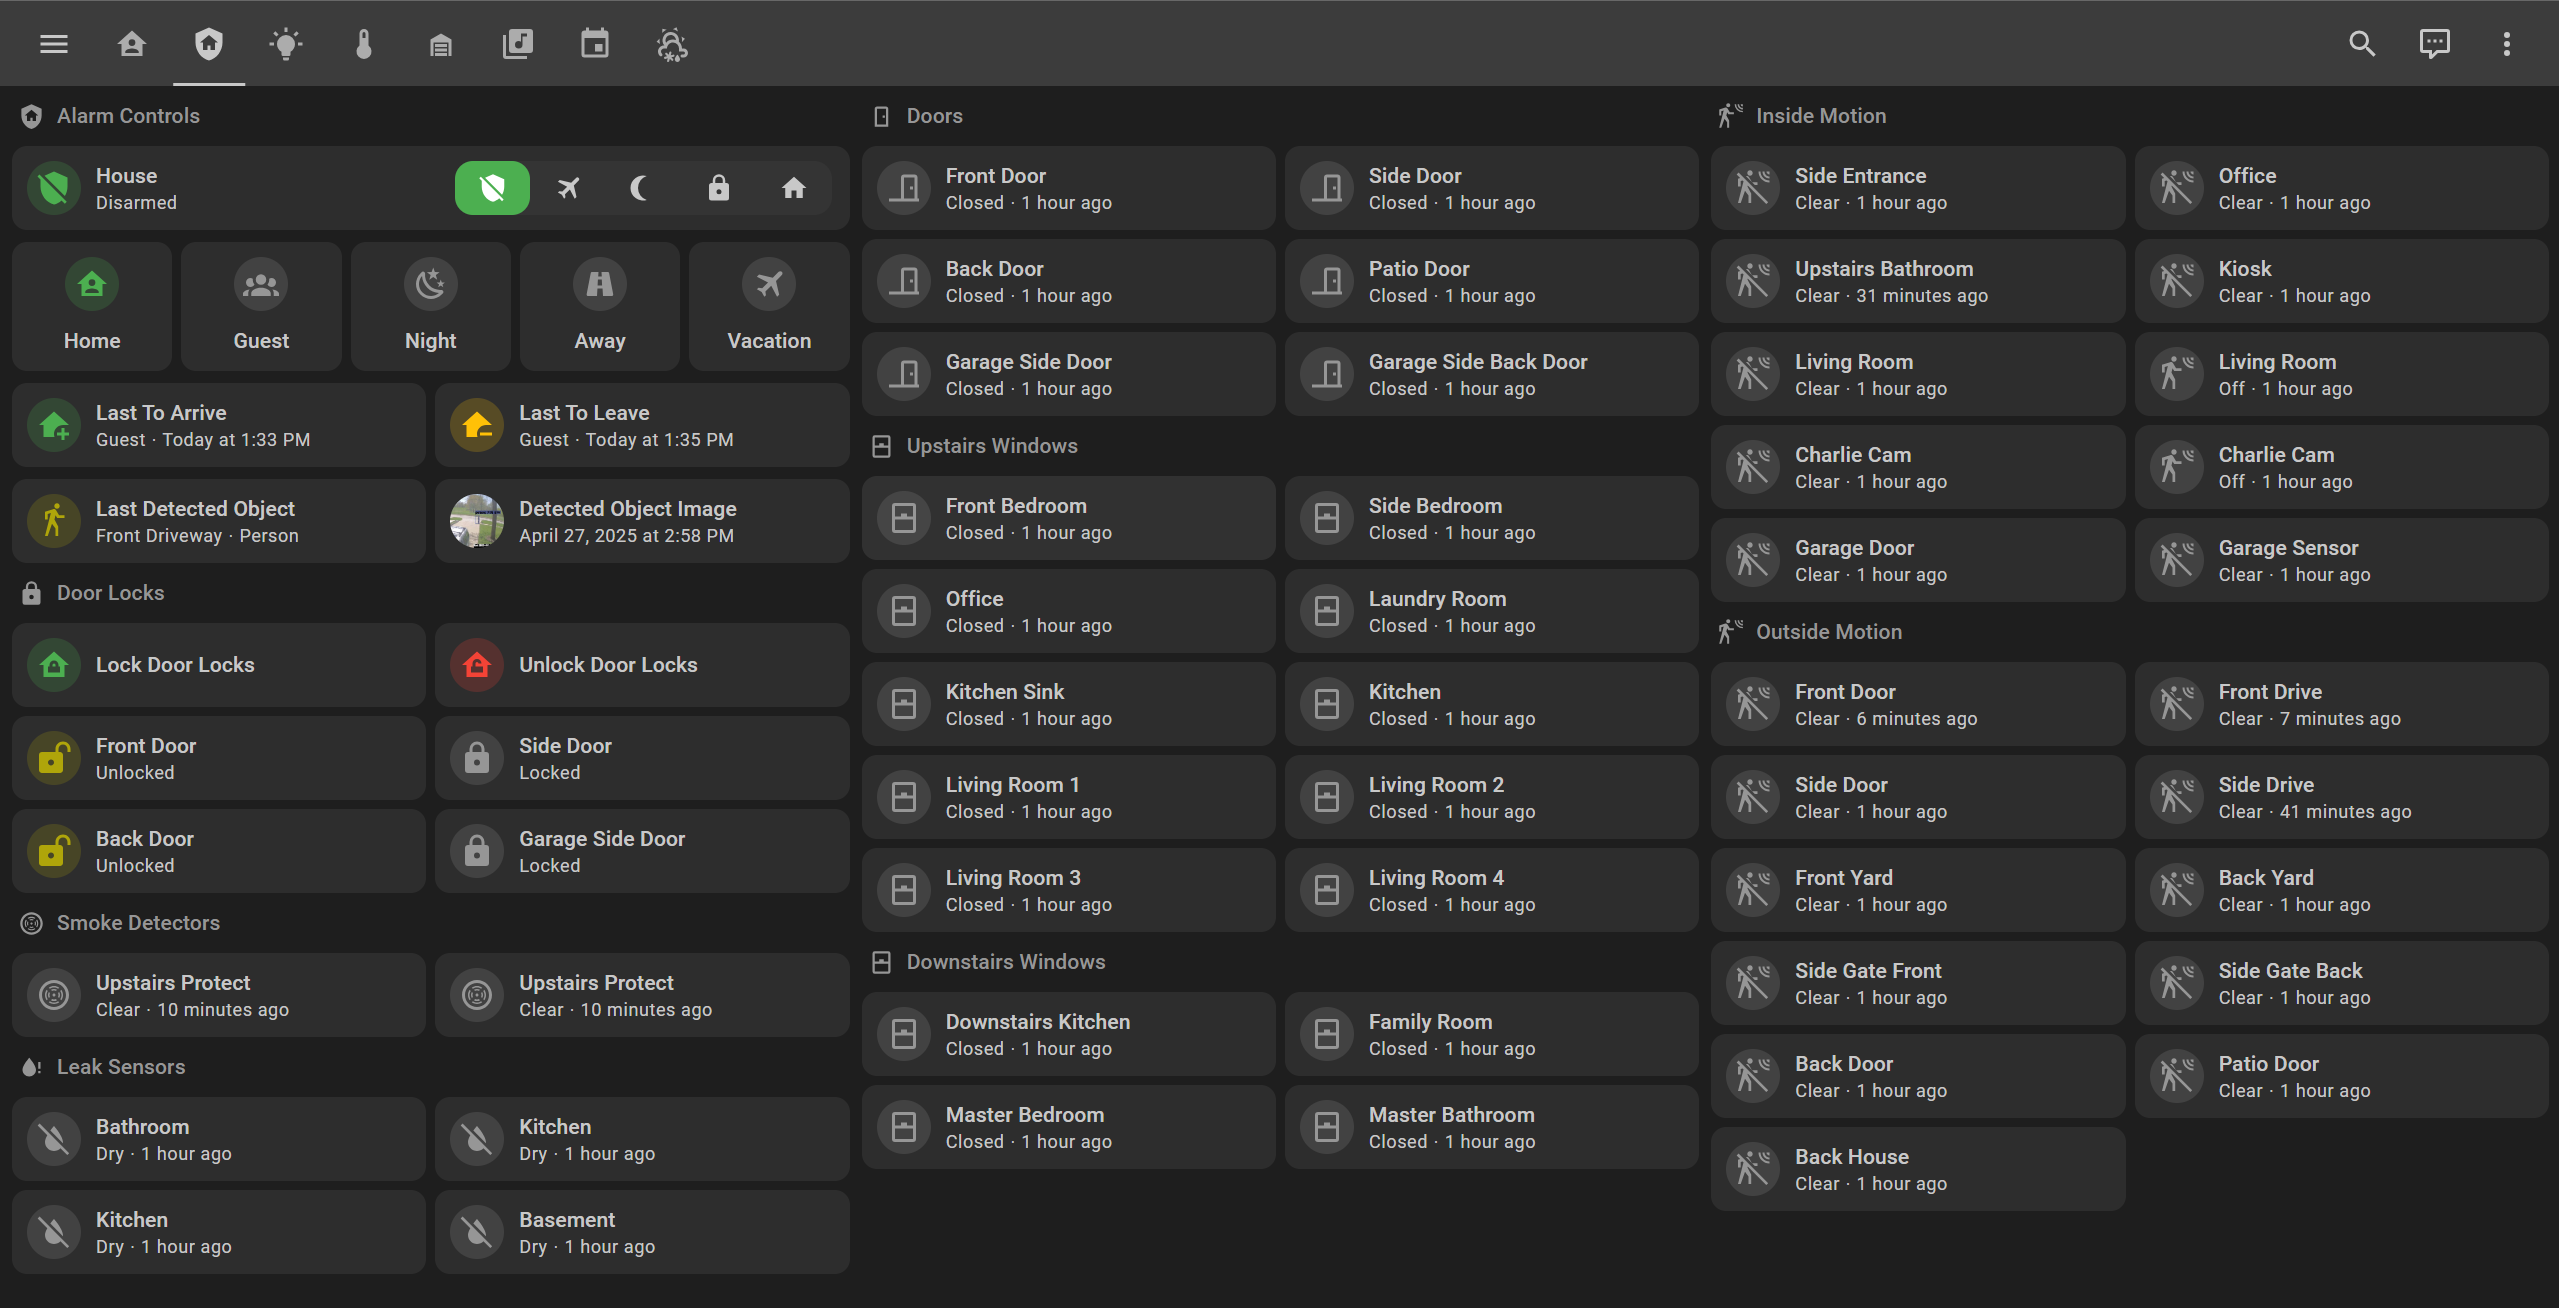 Alarm Controls
House
Disarmed
Home
Guest
Night
Away
Vacation
Last To Arrive
Guest · Today at 1:33 PM
Last To Leave
Guest · Today at 1:35 PM
Last Detected Object
Front Driveway · Person
Detected Object Image
April 27, 2025 at 2:58 PM
Door Locks
Lock Door Locks
Unlock Door Locks
Front Door
Unlocked
Side Door
Locked
Back Door
Unlocked
Garage Side Door
Locked
Smoke Detectors
Upstairs Protect
Clear · 10 minutes ago
Upstairs Protect
Clear · 10 minutes ago
Leak Sensors
Bathroom
Dry · 1 hour ago
Kitchen
Dry · 1 hour ago
Kitchen
Dry · 1 hour ago
Basement
Dry · 1 hour ago
Doors
Front Door
Closed · 1 hour ago
Side Door
Closed · 1 hour ago
Back Door
Closed · 1 hour ago
Patio Door
Closed · 1 hour ago
Garage Side Door
Closed · 1 hour ago
Garage Side Back Door
Closed · 1 hour ago
Upstairs Windows
Front Bedroom
Closed · 1 hour ago
Side Bedroom
Closed · 1 hour ago
Office
Closed · 1 hour ago
Laundry Room
Closed · 1 hour ago
Kitchen Sink
Closed · 1 hour ago
Kitchen
Closed · 1 hour ago
Living Room 1
Closed · 1 hour ago
Living Room 2
Closed · 1 hour ago
Living Room 3
Closed · 1 hour ago
Living Room 4
Closed · 1 hour ago
Downstairs Windows
Downstairs Kitchen
Closed · 1 hour ago
Family Room
Closed · 1 hour ago
Master Bedroom
Closed · 1 hour ago
Master Bathroom
Closed · 1 hour ago
Inside Motion
Side Entrance
Clear · 1 hour ago
Office
Clear · 1 hour ago
Upstairs Bathroom
Clear · 31 minutes ago
Kiosk
Clear · 1 hour ago
Living Room
Clear · 1 hour ago
Living Room
Off · 1 hour ago
Charlie Cam
Clear · 1 hour ago
Charlie Cam
Off · 1 hour ago
Garage Door
Clear · 1 hour ago
Garage Sensor
Clear · 1 hour ago
Outside Motion
Front Door
Clear · 6 minutes ago
Front Drive
Clear · 7 minutes ago
Side Door
Clear · 1 hour ago
Side Drive
Clear · 41 minutes ago
Front Yard
Clear · 1 hour ago
Back Yard
Clear · 1 hour ago
Side Gate Front
Clear · 1 hour ago
Side Gate Back
Clear · 1 hour ago
Back Door
Clear · 1 hour ago
Patio Door
Clear · 1 hour ago
Back House
Clear · 1 hour ago